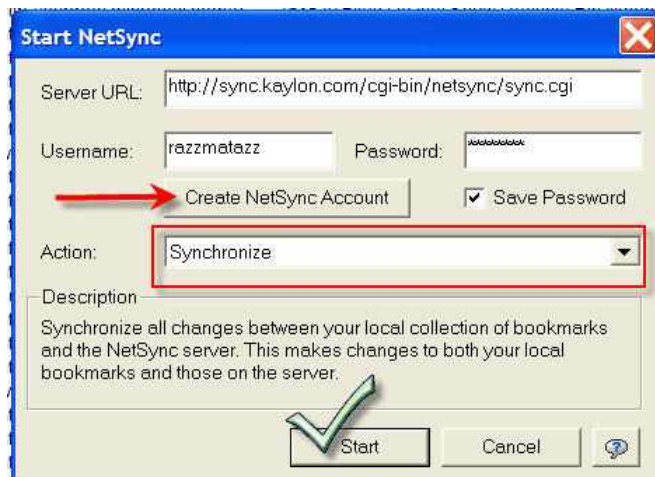 Start NetSync
Server URL: http://sync.kaylon.com/cgi-bin/netsync/sync.cgi
Username: razzmatazz Password: *********
Create NetSync Account Save Password
Action: Synchronize
Description
Synchronize all changes between your local collection of bookmarks
and the NetSync server. This makes changes to both your local
bookmarks and those on the server.
Start Cancel